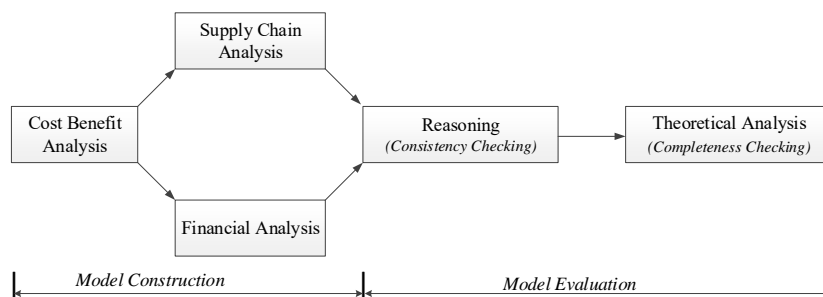 Supply Chain
Analysis
Cost Benefit
Analysis
Reasoning
(Consistency Checking)
Theoretical Analysis
(Completeness Checking)
Financial Analysis
Model Construction
Model Evaluation